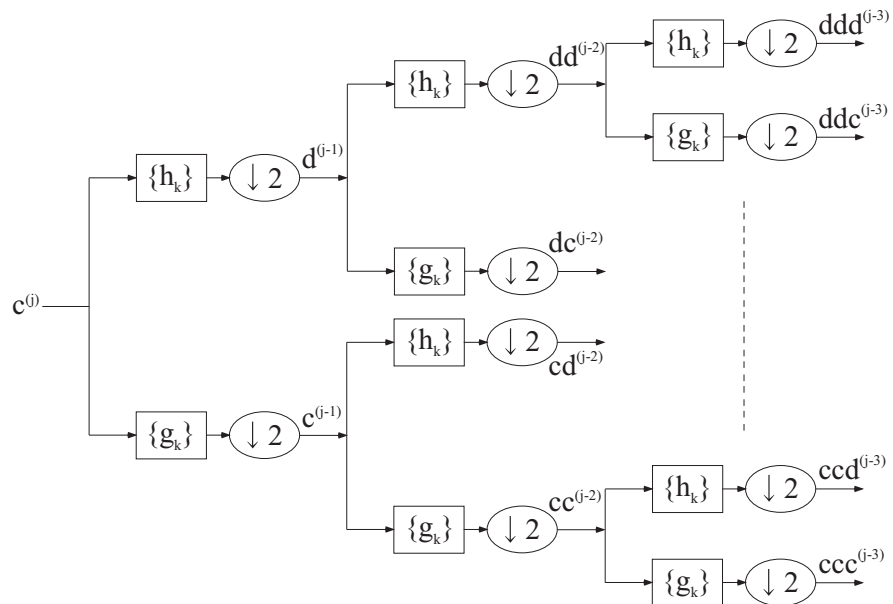 {h_k} ↓ 2 ddd^(j-3)
{h_k} ↓ 2 dd^(j-2)
{g_k} ↓ 2 ddc^(j-3)
{h_k} ↓ 2 d^(j-1)
{g_k} ↓ 2 dc^(j-2)
c^(j)
{h_k} ↓ 2 cd^(j-2)
{g_k} ↓ 2 c^(j-1)
{h_k} ↓ 2 ccd^(j-3)
{g_k} ↓ 2 cc^(j-2)
{g_k} ↓ 2 ccc^(j-3)